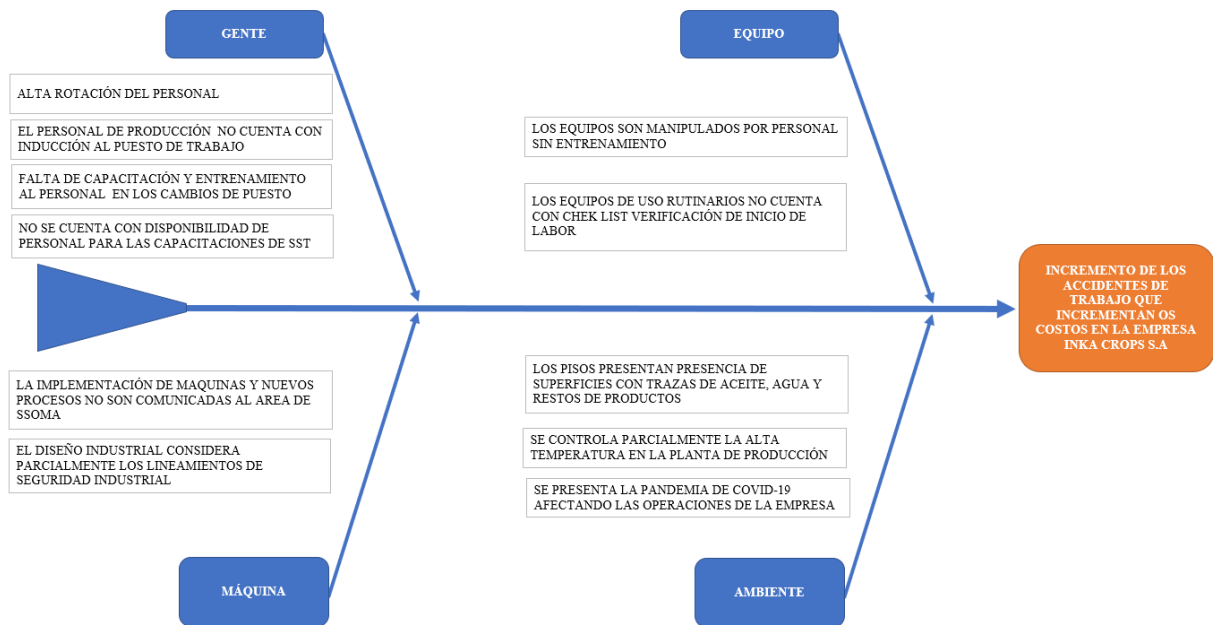 GENTE
EQUIPO
ALTA ROTACIÓN DEL PERSONAL
EL PERSONAL DE PRODUCCIÓN NO CUENTA CON
INDUCCIÓN AL PUESTO DE TRABAJO
FALTA DE CAPACITACIÓN Y ENTRENAMIENTO
AL PERSONAL EN LOS CAMBIOS DE PUESTO
NO SE CUENTA CON DISPONIBILIDAD DE
PERSONAL PARA LAS CAPACITACIONES DE SST
LOS EQUIPOS SON MANIPULADOS POR PERSONAL
SIN ENTRENAMIENTO
LOS EQUIPOS DE USO RUTINARIOS NO CUENTA
CON CHEK LIST VERIFICACIÓN DE INICIO DE
LABOR
INCREMENTO DE LOS
ACCIDENTES DE
TRABAJO QUE
INCREMENTAN OS
COSTOS EN LA EMPRESA
INKA CROPS S.A
LA IMPLEMENTACIÓN DE MAQUINAS Y NUEVOS
PROCESOS NO SON COMUNICADAS AL AREA DE
SSOMA
EL DISEÑO INDUSTRIAL CONSIDERA
PARCIALMENTE LOS LINEAMIENTOS DE
SEGURIDAD INDUSTRIAL
LOS PISOS PRESENTAN PRESENCIA DE
SUPERFICIES CON TRAZAS DE ACEITE, AGUA Y
RESTOS DE PRODUCTOS
SE CONTROLA PARCIALMENTE LA ALTA
TEMPERATURA EN LA PLANTA DE PRODUCCIÓN
SE PRESENTA LA PANDEMIA DE COVID-19
AFECTANDO LAS OPERACIONES DE LA EMPRESA
MÁQUINA
AMBIENTE